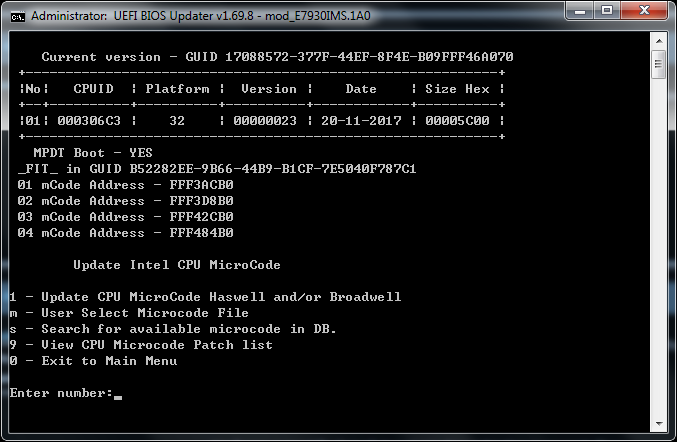 Administrator: UEFI BIOS Updater v1.69.8 - mod_E7930IMS.1A0
Current version - GUID 17088572-377F-44EF-8F4E-B09FFF46A070
+------------------------------------------------------------+
|No| CPUID | Platform | Version | Date | Size Hex |
+--+----------+----------+----------+------------+----------+
|01| 000306C3 | 32 | 00000023 | 20-11-2017 | 00005C00 |
+------------------------------------------------------------+
MPDT Boot - YES
_FIT_ in GUID B52282EE-9B66-44B9-B1CF-7E5040F787C1
01 mCode Address - FFF3ACB0
02 mCode Address - FFF3D8B0
03 mCode Address - FFF42CB0
04 mCode Address - FFF484B0
Update Intel CPU MicroCode
1 - Update CPU MicroCode Haswell and/or Broadwell
m - User Select Microcode File
s - Search for available microcode in DB.
9 - View CPU Microcode Patch list
0 - Exit to Main Menu
Enter number:_